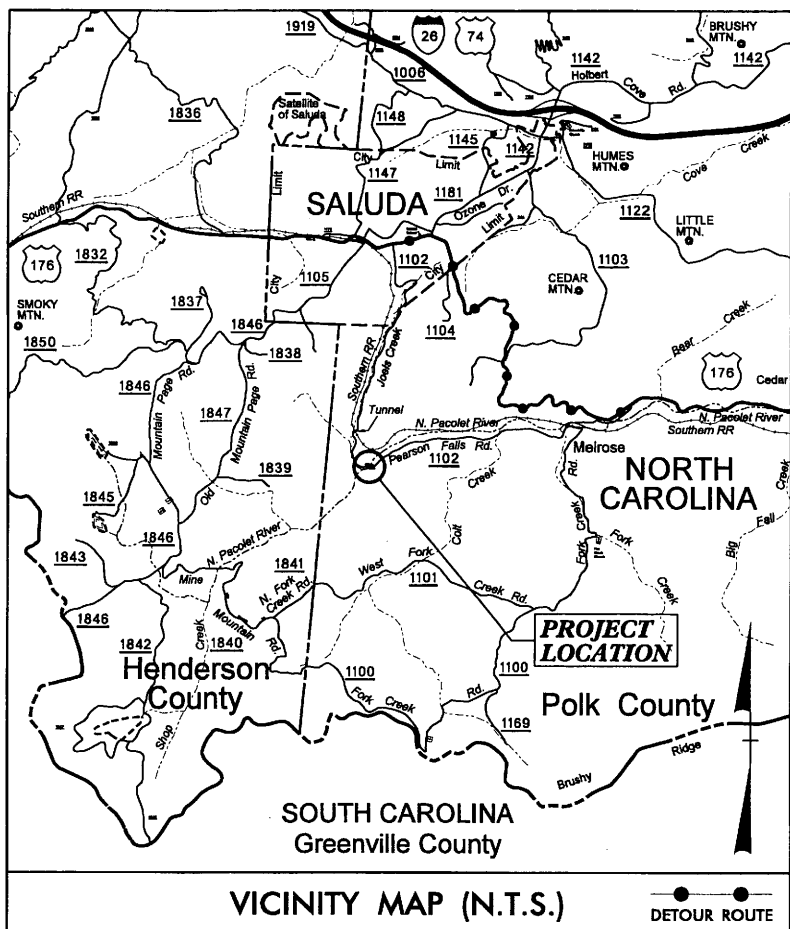 1919
26
74
BRUSHY
MTN.
1142
1142
1006
Holbert
Cove
Rd.
1836
Satellite
of Saluda
1148
1145
1142
City
Limit
HUMES
MTN.
Cove
Creek
1147
Limit
SALUDA
1181
Ozone
Dr.
Limit
1122
LITTLE
MTN.
Southern RR
176
1832
City
1105
1102
City
CEDAR
MTN.
1103
1837
SMOKY
MTN.
1850
1846
1838
1104
Southern RR
Joels Creek
Bear
Creek
176
Cedar
1846
Mountain Page Rd.
1847
Mountain Page Rd.
Old
Tunnel
N. Pacolet River
N. Pacolet River
Southern RR
Pearson
Falls
Rd.
1102
Melrose
1839
NORTH
CAROLINA
1845
1846
Creek
Colt
Rd.
Creek
Fork
Fork
Creek
Big
Fall
Creek
1843
N. Pacolet River
Mine
1841
N. Fork
Creek Rd.
West
Fork
1101
Creek
Rd.
1846
1842
Creek
1840
Mountain
Rd.
PROJECT
LOCATION
Henderson
County
1100
1100
Fork
Creek
Rd.
Polk County
1169
Shop
Brushy
Ridge
SOUTH CAROLINA
Greenville County
VICINITY MAP (N.T.S.)
DETOUR ROUTE